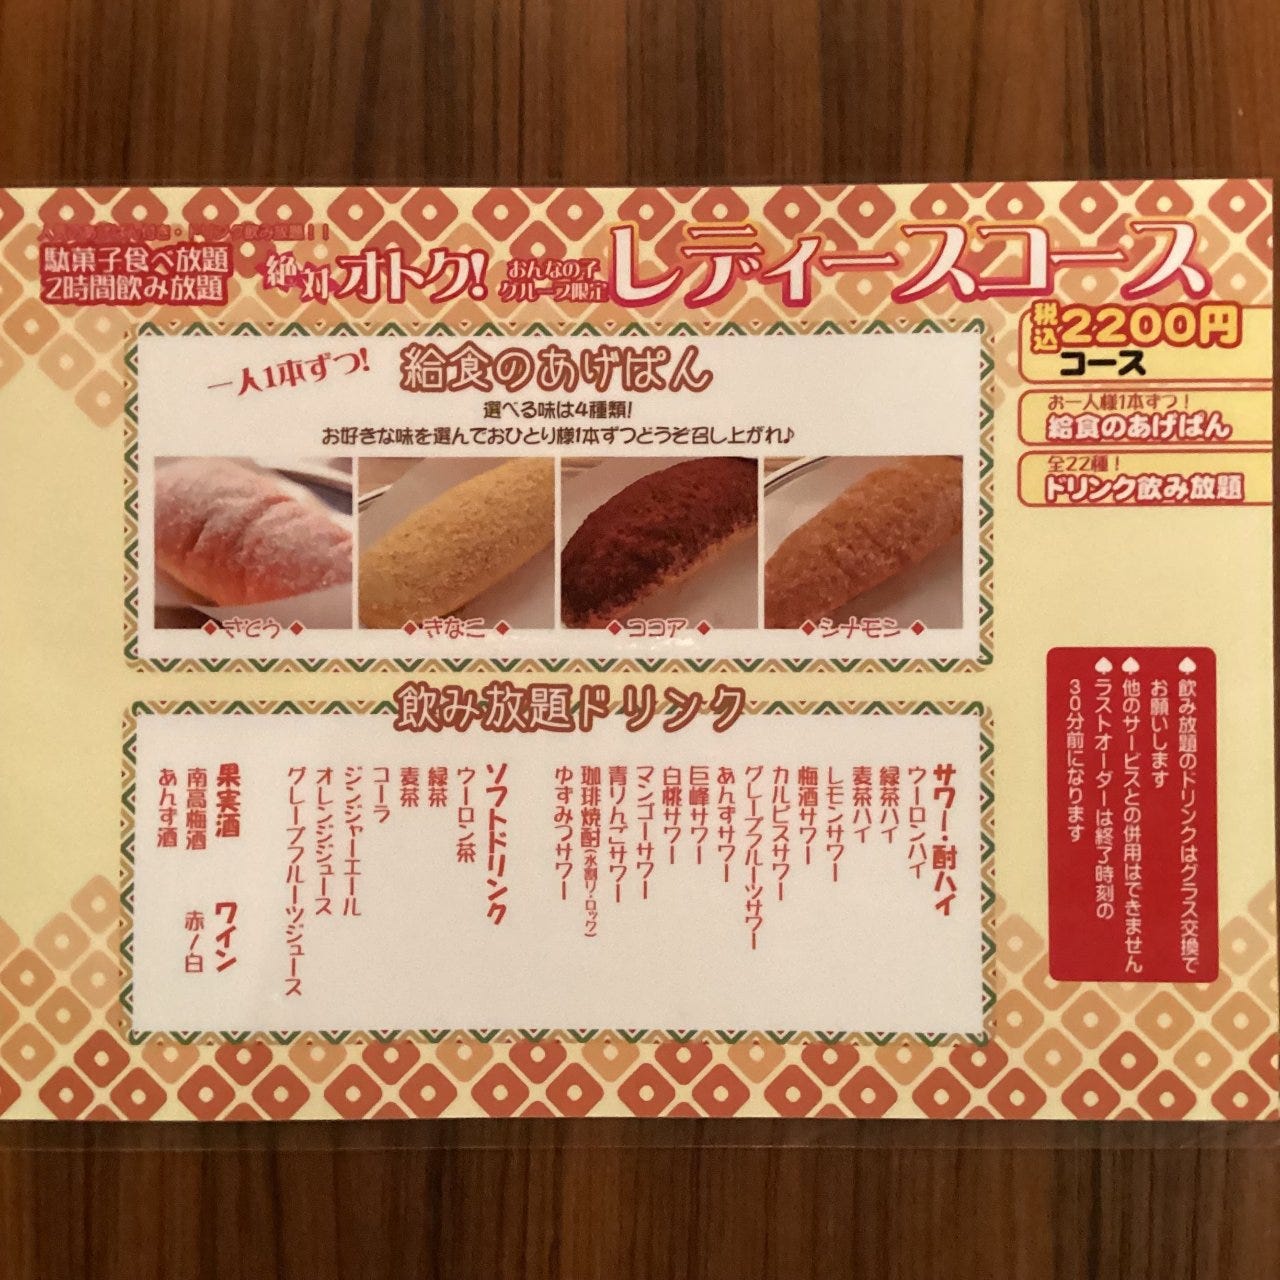 駄菓子食べ放題
2時間飲み放題
絶対オトク!
おんなの子
グループ限定
レディースコース
税込2200円
コース
お一人様1本ずつ!
給食のあげぱん
全22種!
ドリンク飲み放題
一人1本ずつ!
給食のあげぱん
選べる味は4種類!
お好きな味を選んでおひとり様1本ずつどうぞ召し上がれ♪
◆さとう◆
◆きなこ◆
◆ココア◆
◆シナモン◆
飲み放題ドリンク
サワー・酎ハイ
ウーロンハイ
緑茶ハイ
麦茶ハイ
レモンサワー
梅酒サワー
カルピスサワー
グレープフルーツサワー
あんずサワー
巨峰サワー
白桃サワー
マンゴーサワー
青りんごサワー
珈琲焼酎(水割り・ロック)
ゆずみつサワー
ソフトドリンク
ウーロン茶
緑茶
麦茶
コーラ
ジンジャーエール
オレンジジュース
グレープフルーツジュース
果実酒
南高梅酒
あんず酒
ワイン
赤/白
♠飲み放題のドリンクはグラス交換で
お願いします
♠他のサービスとの併用はできません
♠ラストオーダーは終了時刻の
30分前になります